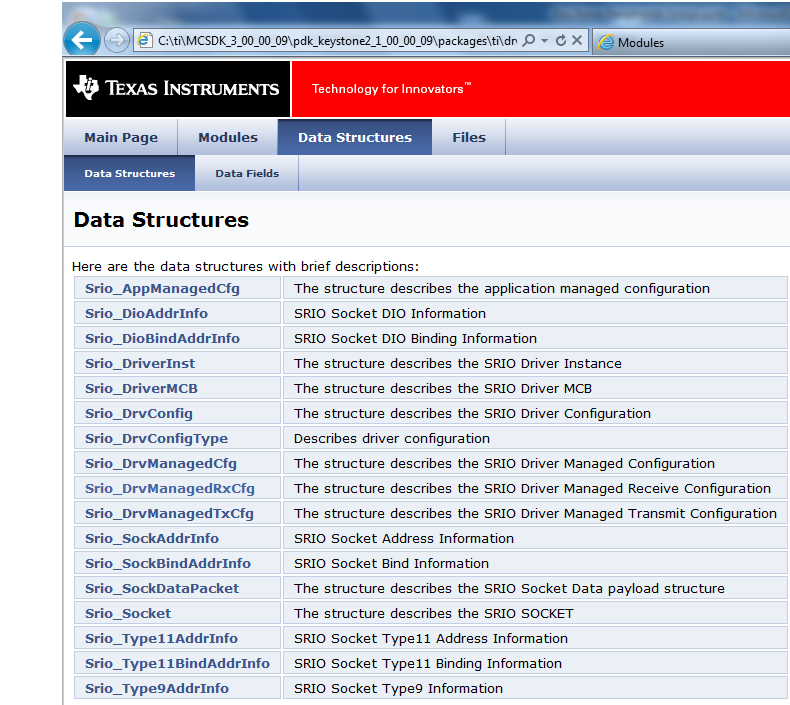 C:\ti\MCSDK_3_00_00_09\pdk_keystone2_1_00_00_09\packages\ti\dr
Modules
TEXAS INSTRUMENTS
Technology for Innovators™
Main Page Modules Data Structures Files
Data Structures Data Fields
Data Structures
Here are the data structures with brief descriptions:
Srio_AppManagedCfg The structure describes the application managed configuration
Srio_DioAddrInfo SRIO Socket DIO Information
Srio_DioBindAddrInfo SRIO Socket DIO Binding Information
Srio_DriverInst The structure describes the SRIO Driver Instance
Srio_DriverMCB The structure describes the SRIO Driver MCB
Srio_DrvConfig The structure describes the SRIO Driver Configuration
Srio_DrvConfigType Describes driver configuration
Srio_DrvManagedCfg The structure describes the SRIO Driver Managed Configuration
Srio_DrvManagedRxCfg The structure describes the SRIO Driver Managed Receive Configuration
Srio_DrvManagedTxCfg The structure describes the SRIO Driver Managed Transmit Configuration
Srio_SockAddrInfo SRIO Socket Address Information
Srio_SockBindAddrInfo SRIO Socket Bind Information
Srio_SockDataPacket The structure describes the SRIO Socket Data payload structure
Srio_Socket The structure describes the SRIO SOCKET
Srio_Type11AddrInfo SRIO Socket Type11 Address Information
Srio_Type11BindAddrInfo SRIO Socket Type11 Binding Information
Srio_Type9AddrInfo SRIO Socket Type9 Information